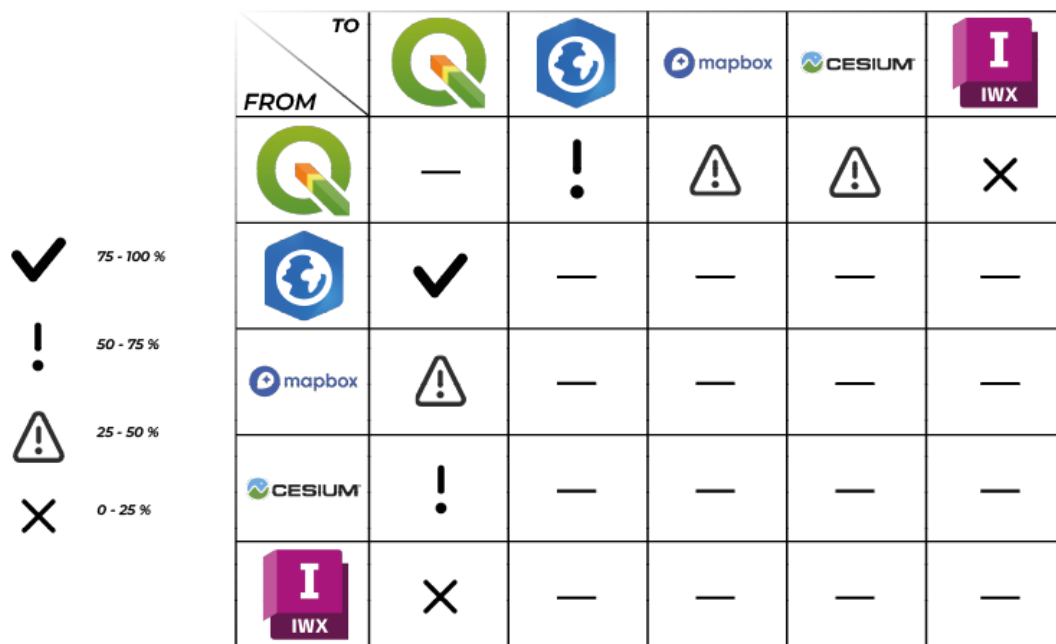 TO
FROM
mapbox
CESIUM
I
IWX
75 - 100 %
50 - 75 %
25 - 50 %
0 - 25 %
mapbox
CESIUM
I
IWX